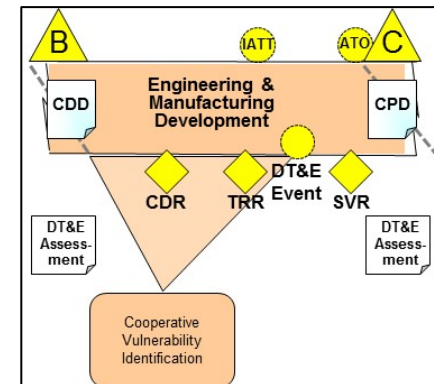 B
IATT
ATO
C
CDD
Engineering &
Manufacturing
Development
CPD
CDR
TRR
DT&E
Event
SVR
DT&E
Assess-
ment
DT&E
Assess-
ment
Cooperative
Vulnerability
Identification